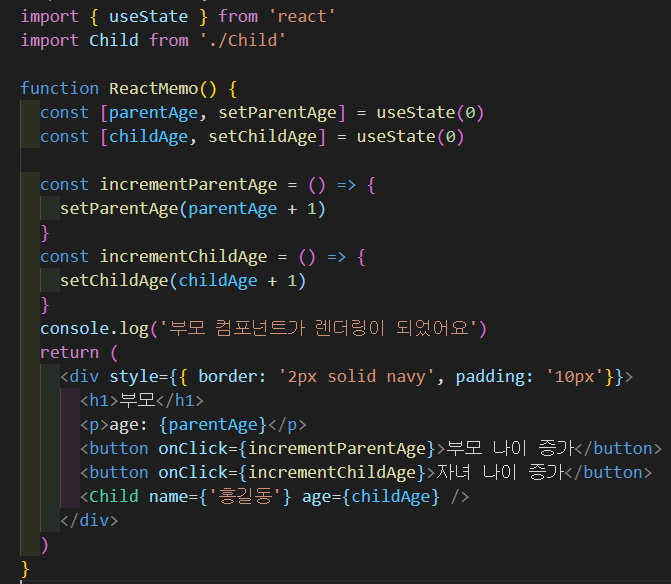 import { useState } from 'react'
import Child from './Child'
function ReactMemo() {
const [parentAge, setParentAge] = useState(0)
const [childAge, setChildAge] = useState(0)
const incrementParentAge = () => {
setParentAge(parentAge + 1)
}
const incrementChildAge = () => {
setChildAge(childAge + 1)
}
console.log('부모 컴포넌트가 렌더링이 되었어요')
return (
<div style={{ border: '2px solid navy', padding: '10px'}}>
<h1>부모</h1>
<p>age: {parentAge}</p>
<button onClick={incrementParentAge}>부모 나이 증가</button>
<button onClick={incrementChildAge}>자녀 나이 증가</button>
<Child name={'홍길동'} age={childAge} />
</div>
)
}